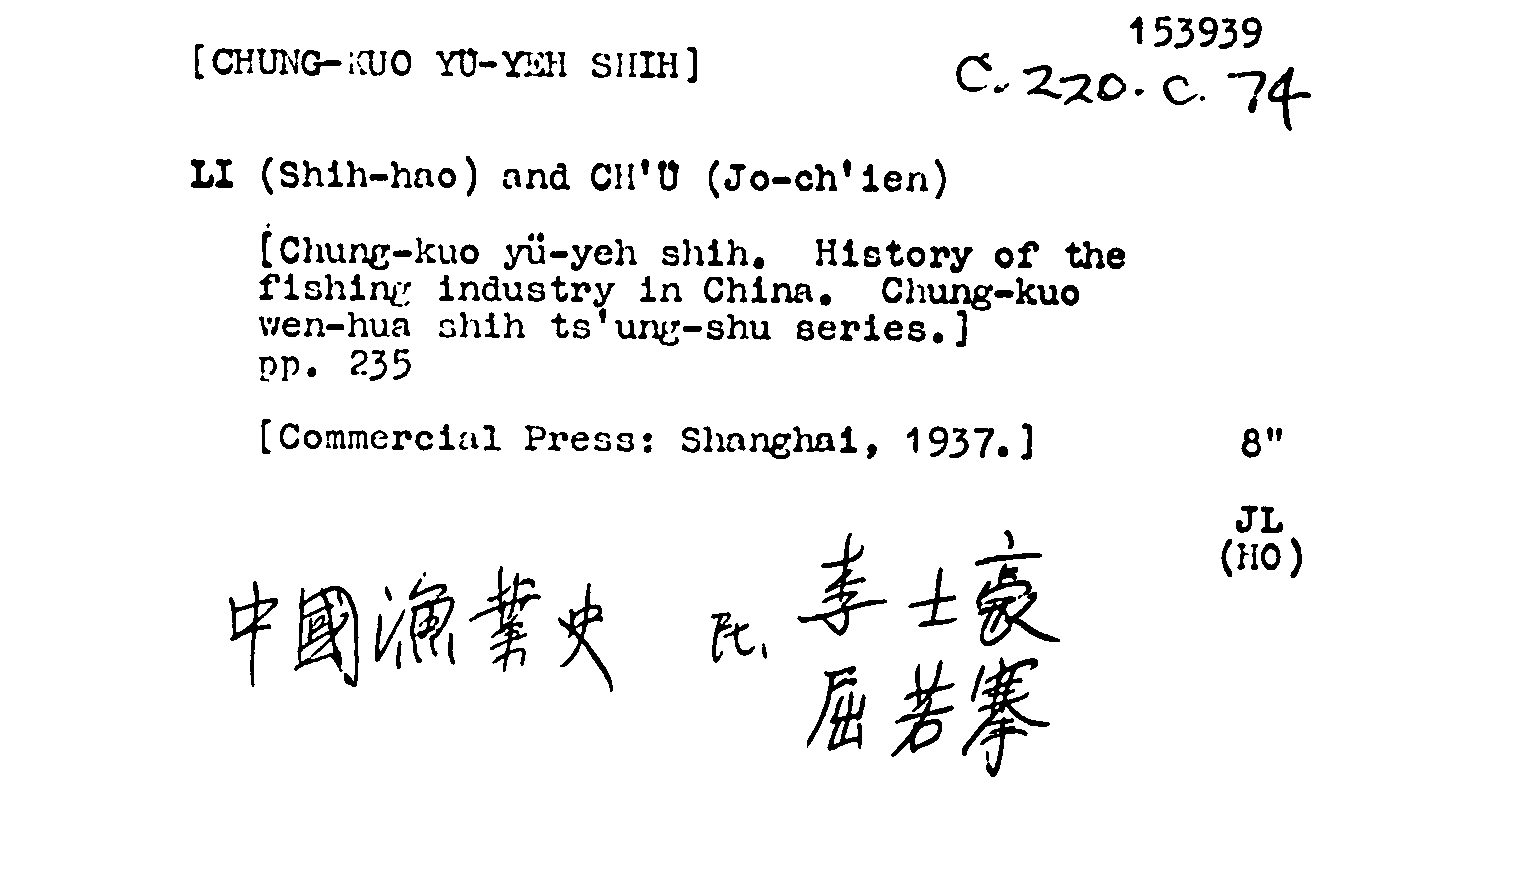 153939
[CHUNG-KUO YÜ-YEH SHIH]
C. 220. c. 74
LI (Shih-hao) and CH'Ü (Jo-ch'ien)
[Chung-kuo yü-yeh shih. History of the
fishing industry in China. Chung-kuo
wen-hua shih ts'ung-shu series.]
pp. 235
[Commercial Press: Shanghai, 1937.] 8"
JL
(HO)
中國漁業史 李士豪
屈若搴